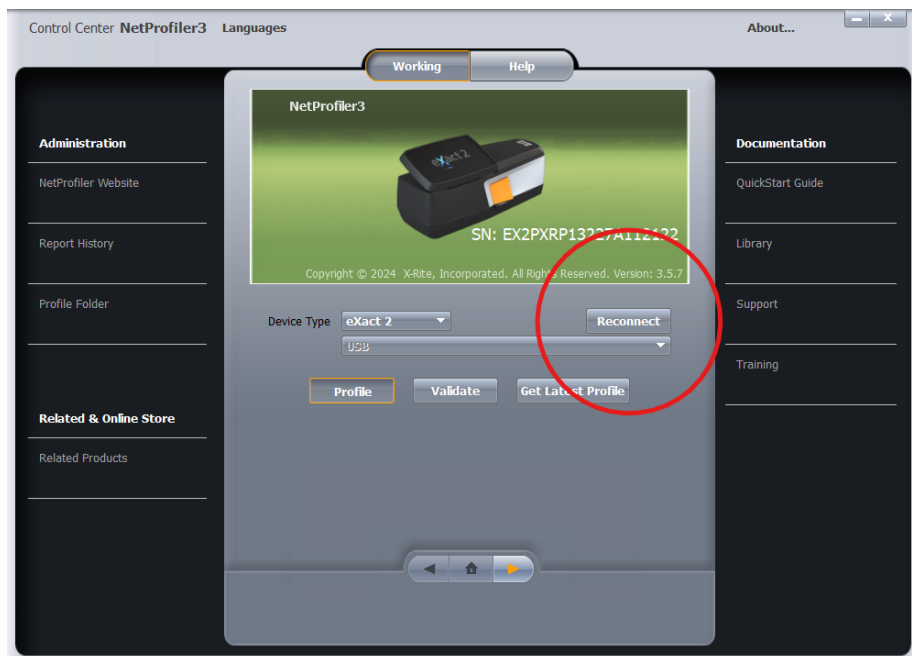 Control Center NetProfiler3 Languages About...
Working Help
NetProfiler3
eXact 2
SN: EX2PXRP13227A112122
Copyright © 2024 X-Rite, Incorporated. All Rights Reserved. Version: 3.5.7
Administration
NetProfiler Website
Report History
Profile Folder
Related & Online Store
Related Products
Device Type eXact 2 Reconnect
USB
Profile Validate Get Latest Profile
Documentation
QuickStart Guide
Library
Support
Training